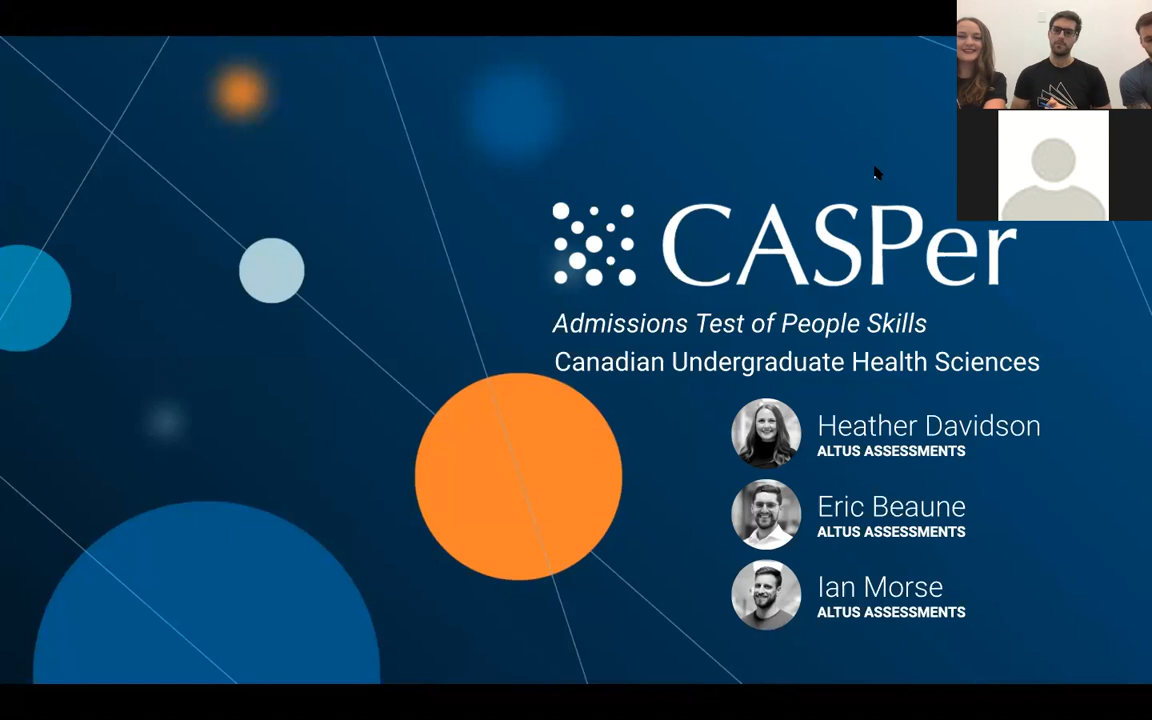 CASPer
Admissions Test of People Skills
Canadian Undergraduate Health Sciences
Heather Davidson
ALTUS ASSESSMENTS
Eric Beaune
ALTUS ASSESSMENTS
Ian Morse
ALTUS ASSESSMENTS